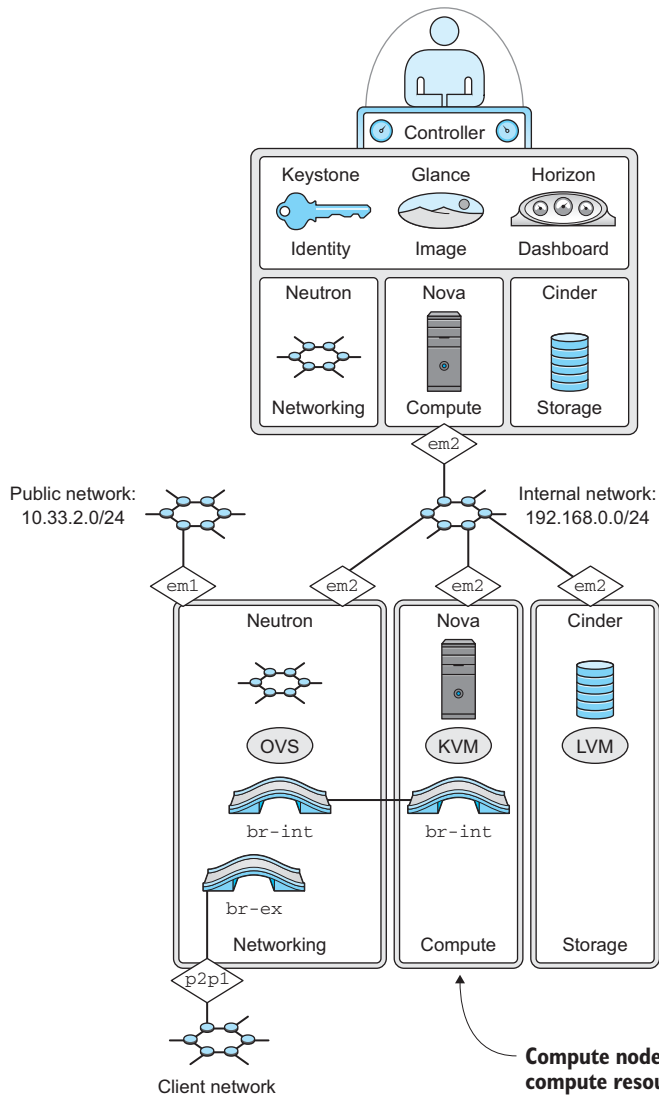 Controller
Keystone Glance Horizon
Identity Image Dashboard
Neutron Nova Cinder
Networking Compute Storage
em2
Public network:
10.33.2.0/24
Internal network:
192.168.0.0/24
em1 em2 em2 em2
Neutron Nova Cinder
OVS KVM LVM
br-int br-int
br-ex
Networking Compute Storage
p2p1
Client network
Compute node
compute